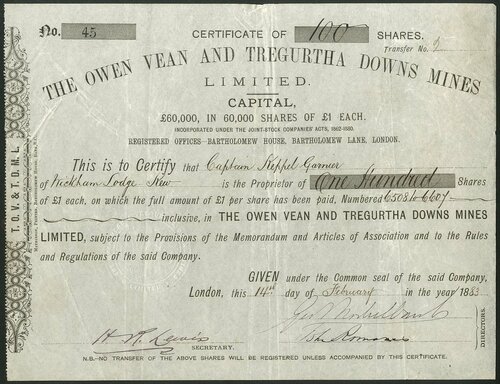 No. 45 CERTIFICATE OF 100 SHARES.
Transfer No. 2
THE OWEN VEAN AND TREGURTHA DOWNS MINES
LIMITED.
CAPITAL,
£60,000, IN 60,000 SHARES OF £1 EACH.
INCORPORATED UNDER THE JOINT-STOCK COMPANIES' ACTS, 1862-1880.
REGISTERED OFFICES—BARTHOLOMEW HOUSE, BARTHOLOMEW LANE, LONDON.
This is to Certify that Captain Keppel Garnier
of Wickham Lodge Kew is the Proprietor of One Hundred Shares
of £1 each, on which the full amount of £1 per share has been paid, Numbered 6508 to 6607
inclusive, in THE OWEN VEAN AND TREGURTHA DOWNS MINES
LIMITED, subject to the Provisions of the Memorandum and Articles of Association and to the Rules
and Regulations of the said Company.
GIVEN under the Common seal of the said Company,
London, this 14th day of February in the year 1883
H. R. Lewis
SECRETARY.
DIRECTORS.
N.B.—NO TRANSFER OF THE ABOVE SHARES WILL BE REGISTERED UNLESS ACCOMPANIED BY THIS CERTIFICATE.
T. O. V. & T. D. M. L.